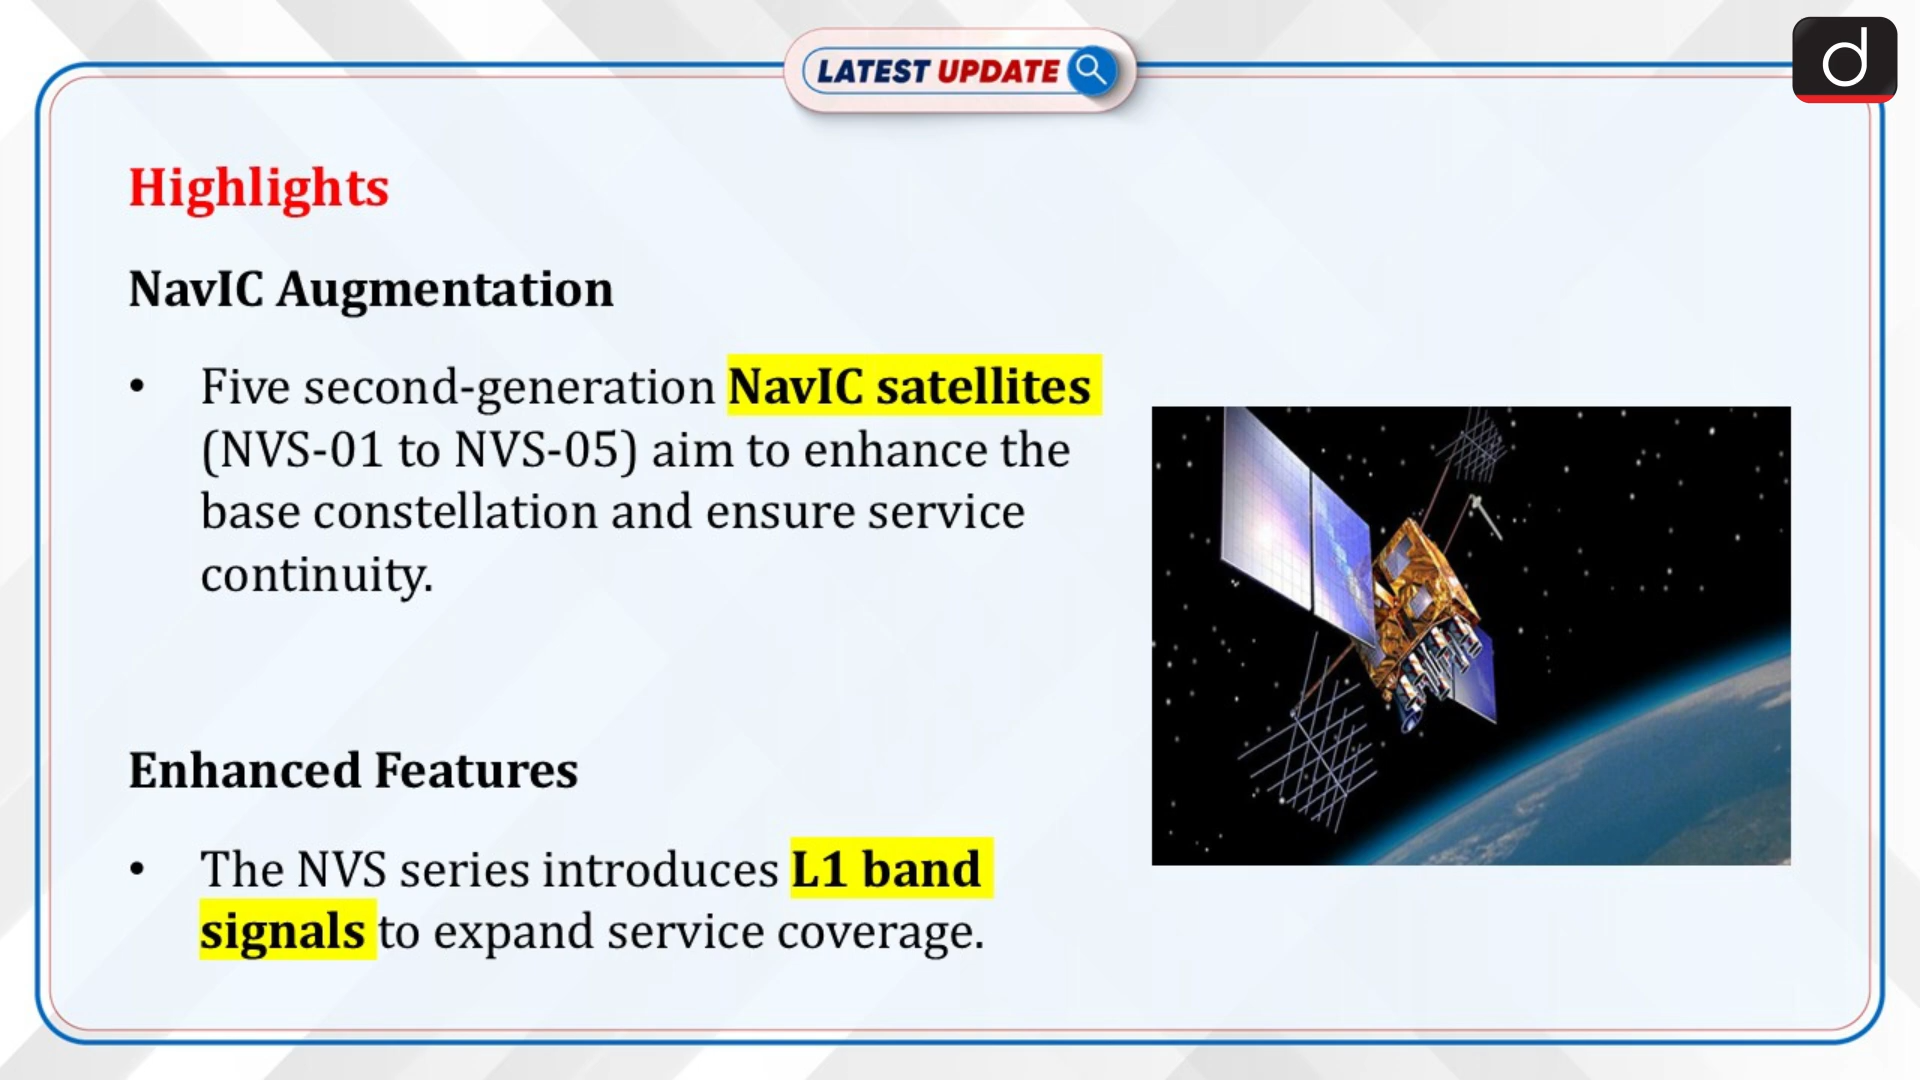 LATEST UPDATE
d
Highlights
NavIC Augmentation
• Five second-generation NavIC satellites
(NVS-01 to NVS-05) aim to enhance the
base constellation and ensure service
continuity.
Enhanced Features
• The NVS series introduces L1 band
signals to expand service coverage.